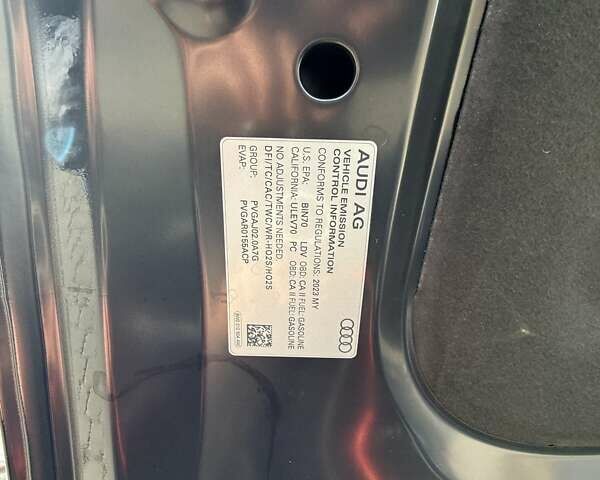 AUDI AG
VEHICLE EMISSION
CONTROL INFORMATION
CONFORMS TO REGULATIONS: 2023 MY
U.S. EPA: BIN70 LDV OBD: CA II FUEL: GASOLINE
CALIFORNIA: ULEV70 PC OBD: CA II FUEL: GASOLINE
NO ADJUSTMENTS NEEDED.
DFI/TC/CAC/TWC/WR-HO2S/HO2S
GROUP: PVGAJ02.0A7G
EVAP: PVGAR0155ACP